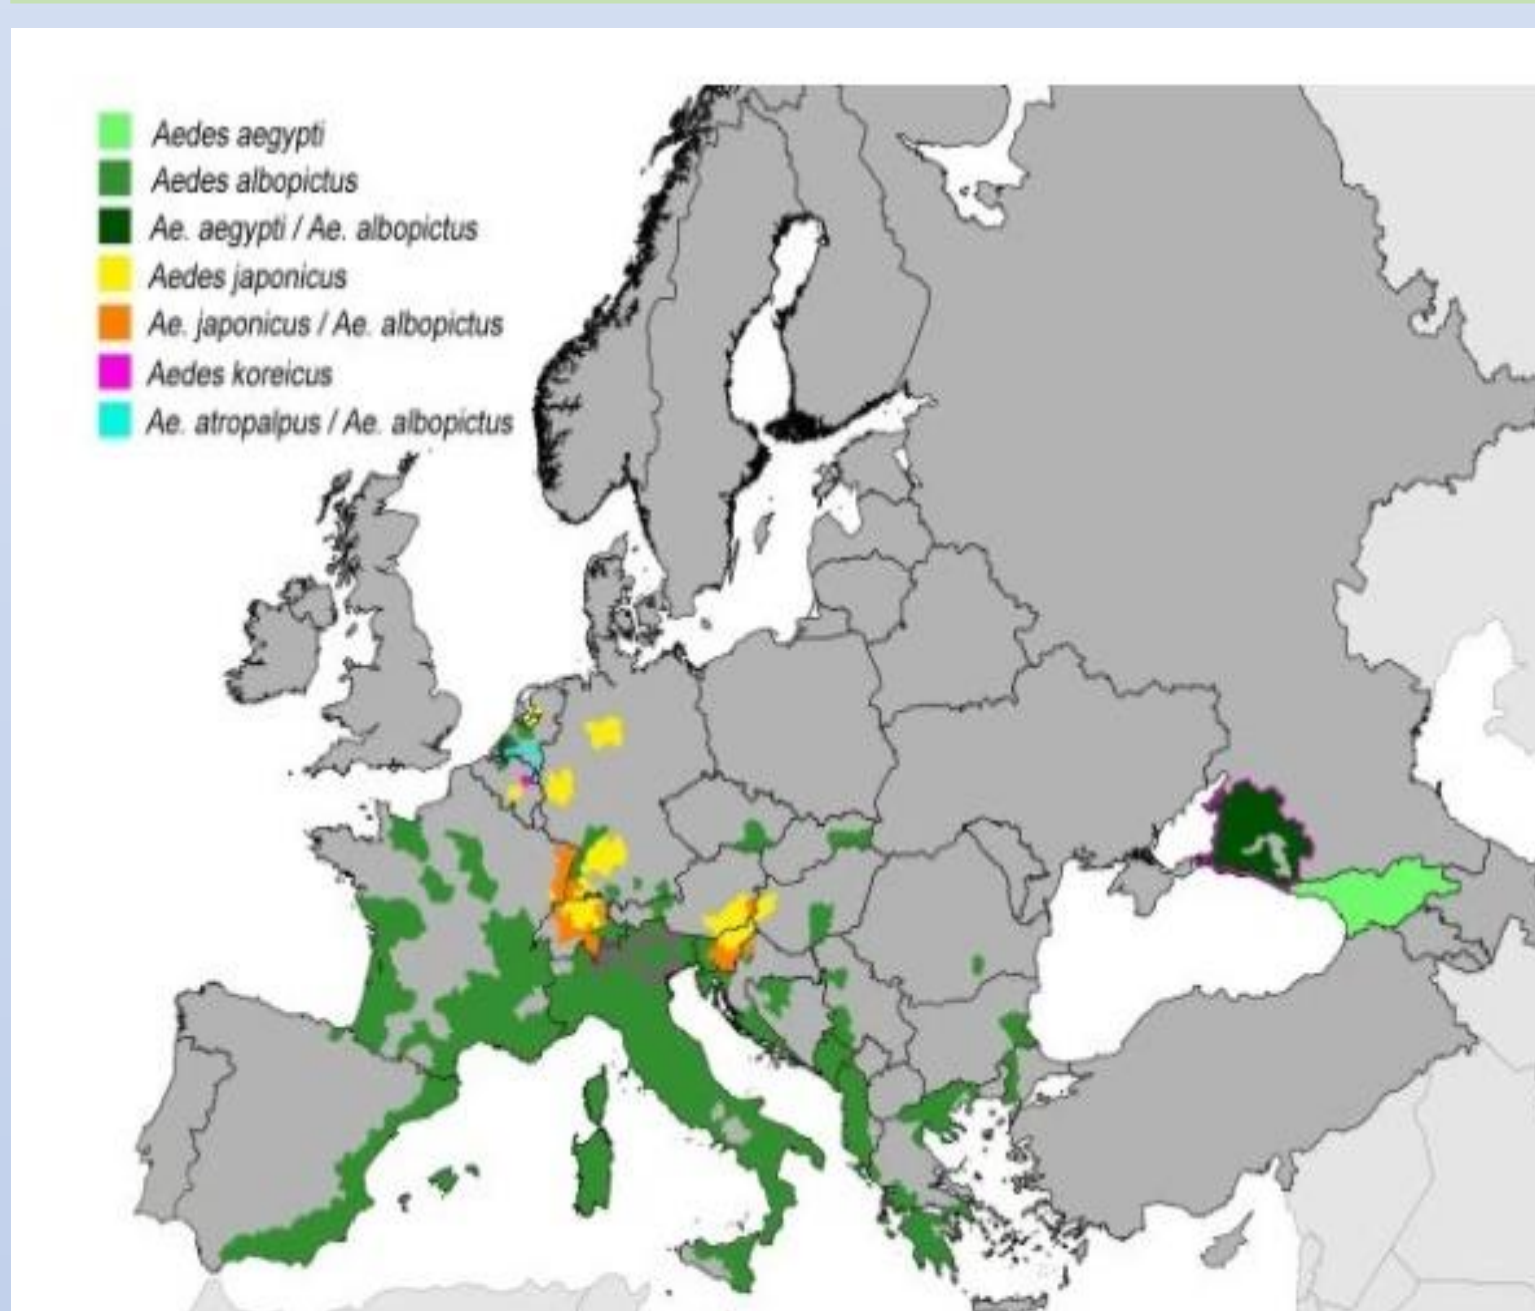 Aedes aegypti
Aedes albopictus
Ae. aegypti / Ae. albopictus
Aedes japonicus
Ae. japonicus / Ae. albopictus
Aedes koreicus
Ae. atropalpus / Ae. albopictus